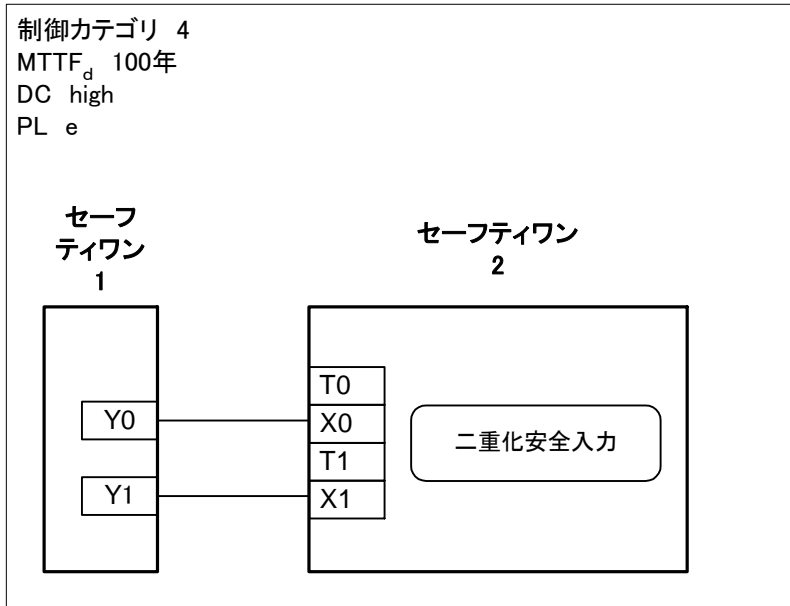 制御カテゴリ 4
MTTFd 100年
DC high
PL e
セーフ
ティワン
1
セーフティワン
2
T0
Y0
X0
二重化安全入力
T1
Y1
X1